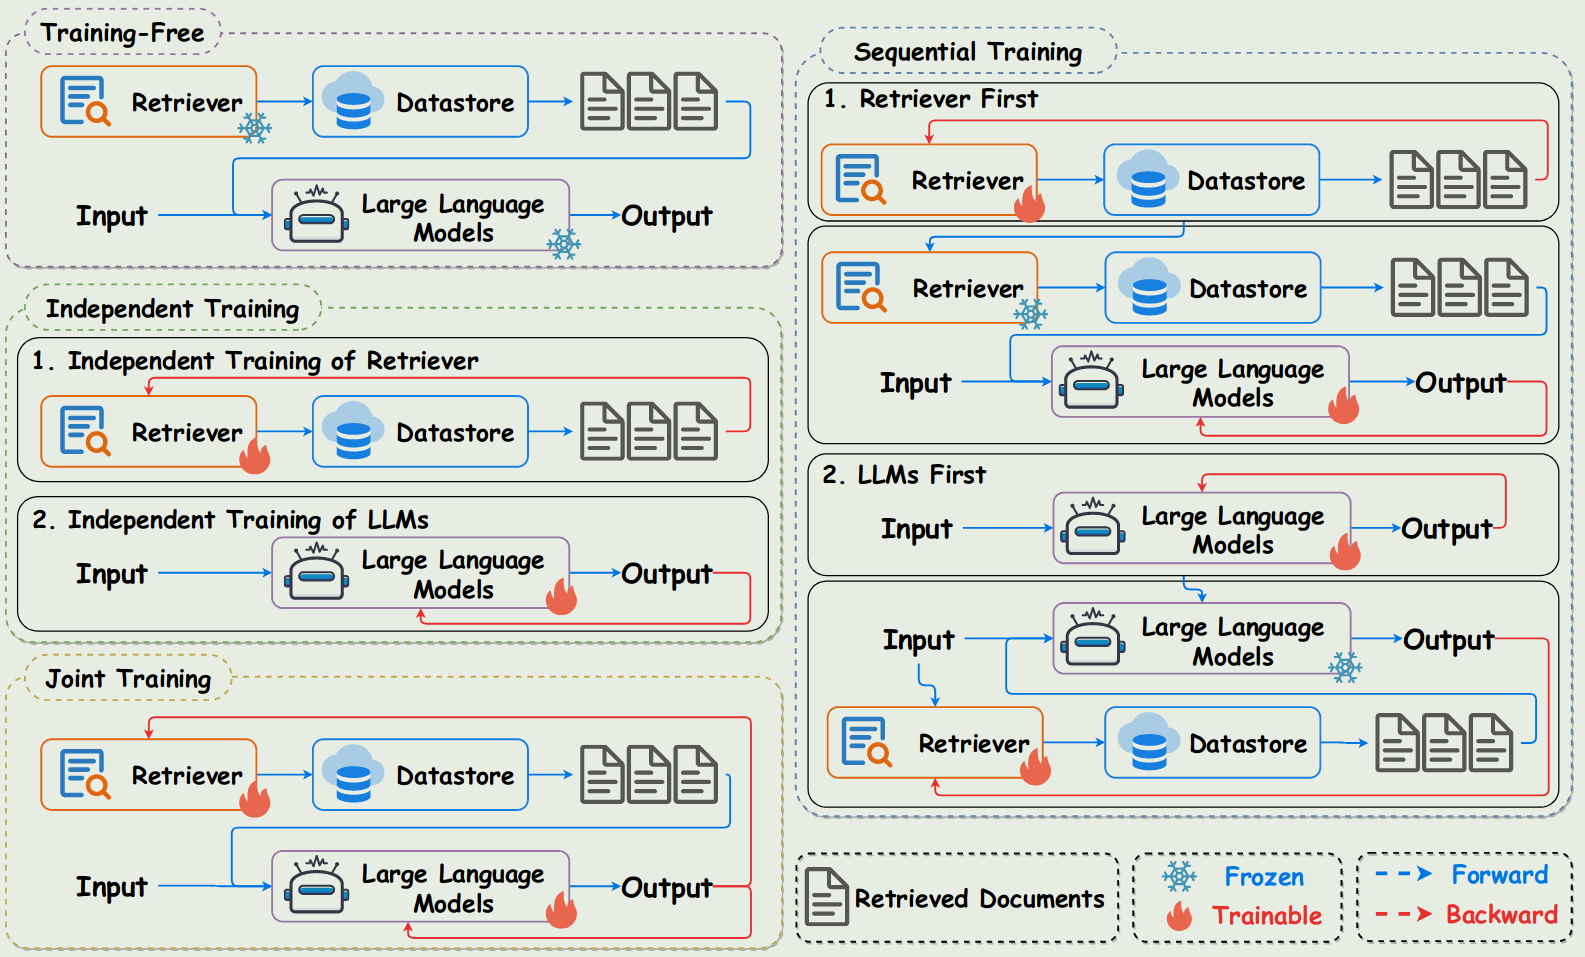 Training-Free
Retriever
Datastore
Input
Large Language
Models
Output
Independent Training
1. Independent Training of Retriever
Retriever
Datastore
2. Independent Training of LLMs
Input
Large Language
Models
Output
Joint Training
Retriever
Datastore
Input
Large Language
Models
Output
Sequential Training
1. Retriever First
Retriever
Datastore
Retriever
Datastore
Input
Large Language
Models
Output
2. LLMs First
Input
Large Language
Models
Output
Input
Large Language
Models
Output
Retriever
Datastore
Retrieved Documents
Frozen
Trainable
Forward
Backward